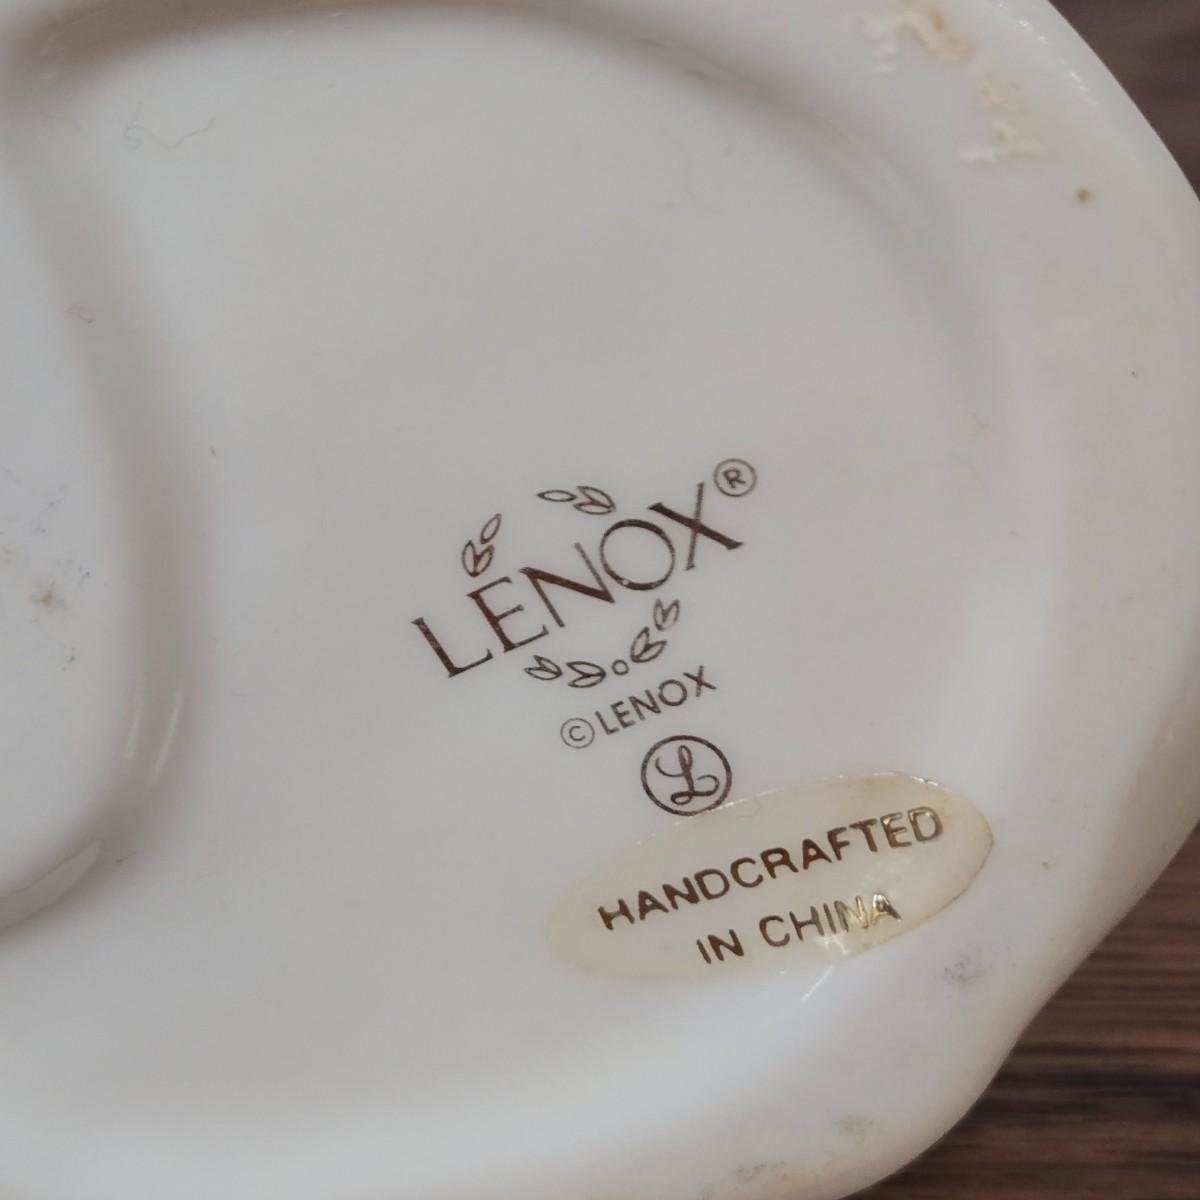 LENOX®
©LENOX
L
HANDCRAFTED
IN CHINA